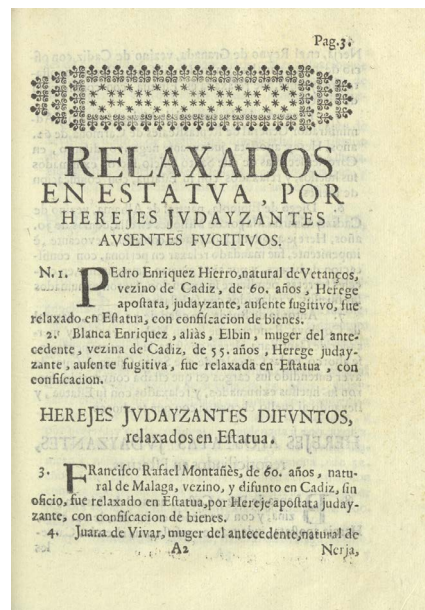 Pag.3.
RELAXADOS
EN ESTATVA, POR
HEREJES JVDAYZANTES
AVSENTES FVGITIVOS.
N. 1. PEdro Enriquez Hierro, natural de Vetanços,
vezino de Cadiz, de 60. años, Herege
apoſtata, judayzante, auſente fugitivo, fue
relaxado en Eſtatua, con confiſcacion de bienes.
2. Blanca Enriquez, aliàs, Elbin, muger del ante-
cedente, vezina de Cadiz, de 55. años, Herege juday-
zante, auſente fugitiva, fue relaxada en Eſtatua, con
confiſcacion.
HEREJES JVDAYZANTES DIFVNTOS,
relaxados en Eſtatua.
3. FRanciſco Rafael Montañès, de 60. años, natu-
ral de Malaga, vezino, y difunto en Cadiz, ſin
oficio, fue relaxado en Eſtatua, por Hereje apoſtata juday-
zante, con confiſcacion de bienes.
4. Juana de Vivar, muger del antecedente, natural de
A2 Nerja,